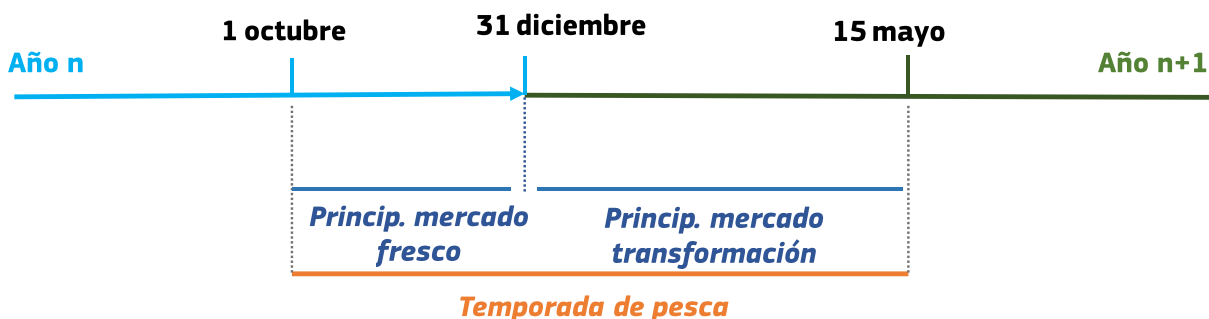 1 octubre
31 diciembre
15 mayo
Año n
Año n+1
Princip. mercado
fresco
Princip. mercado
transformación
Temporada de pesca